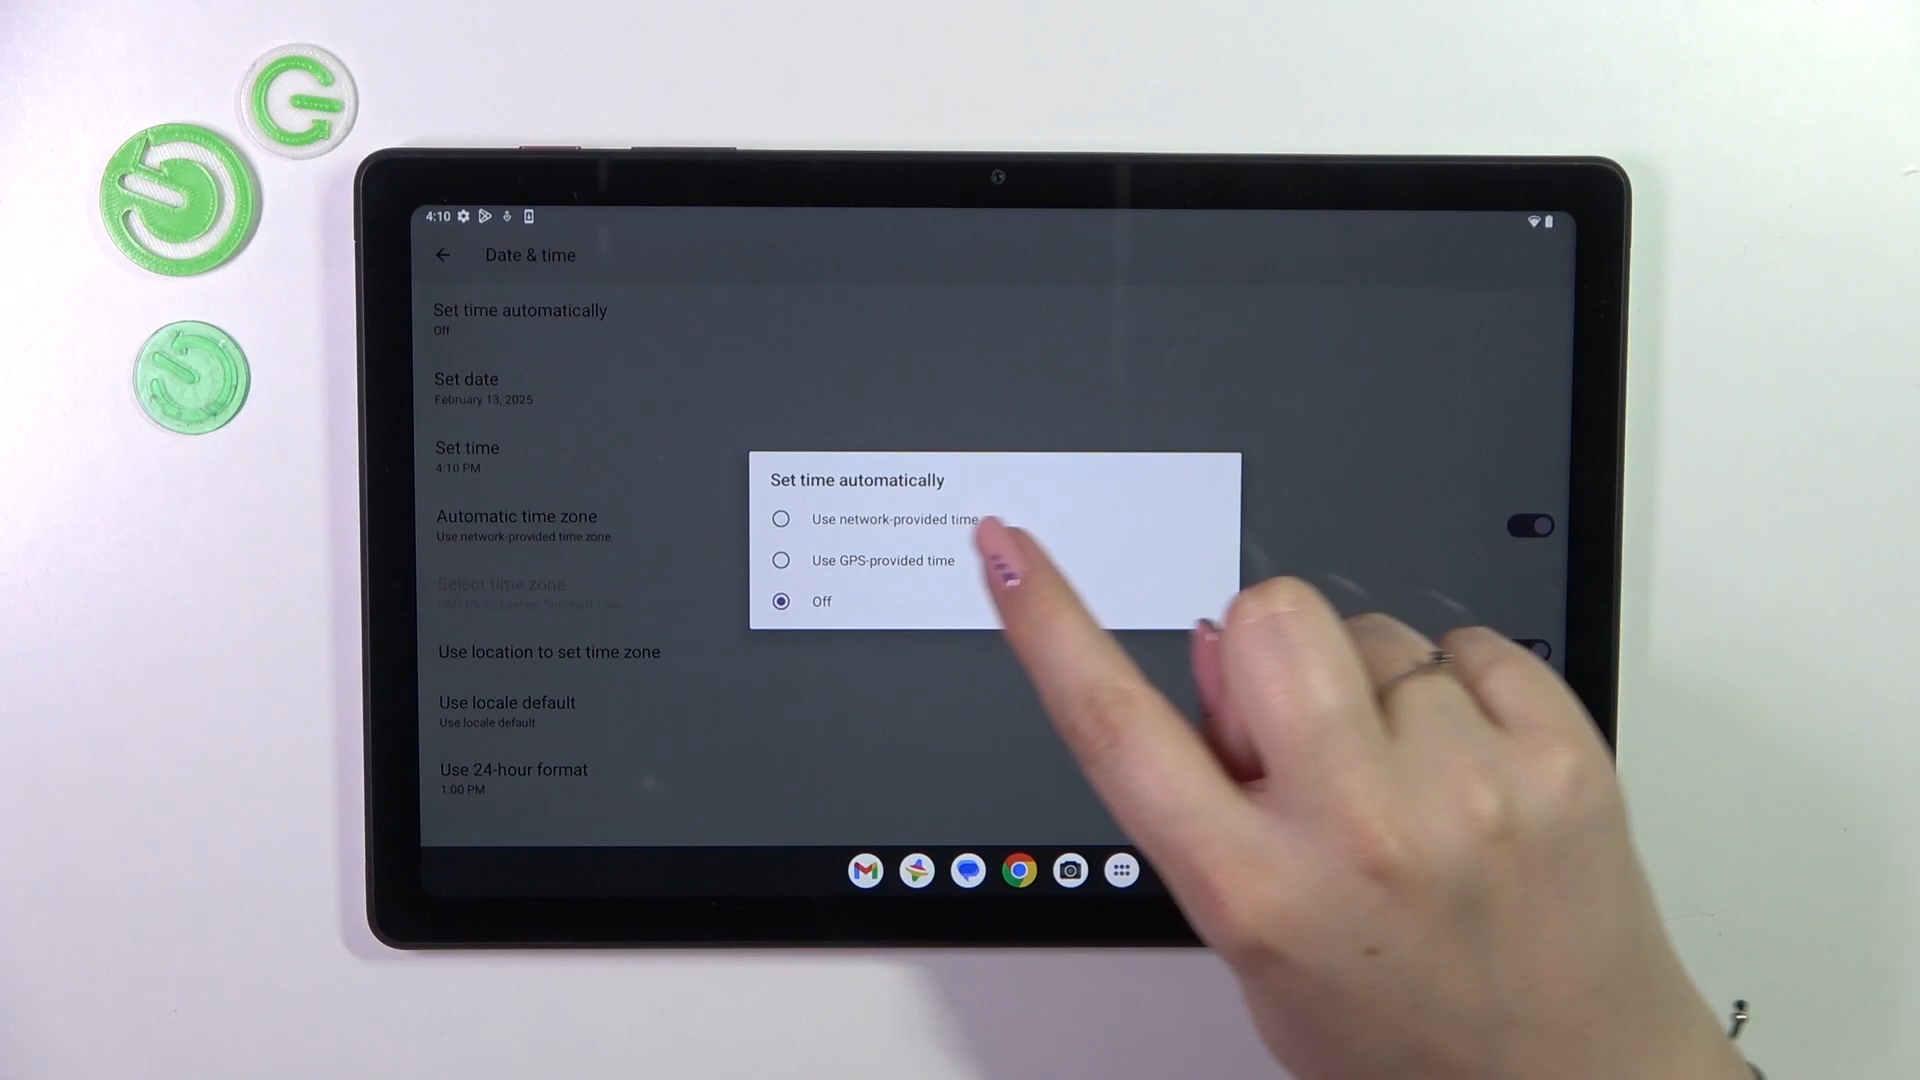 4:10
Date & time
Set time automatically
Off
Set date
February 13, 2025
Set time
4:10 PM
Automatic time zone
Use network-provided time zone
Select time zone
Use location to set time zone
Use locale default
Use locale default
Use 24-hour format
1:00 PM
Set time automatically
Use network-provided time
Use GPS-provided time
Off